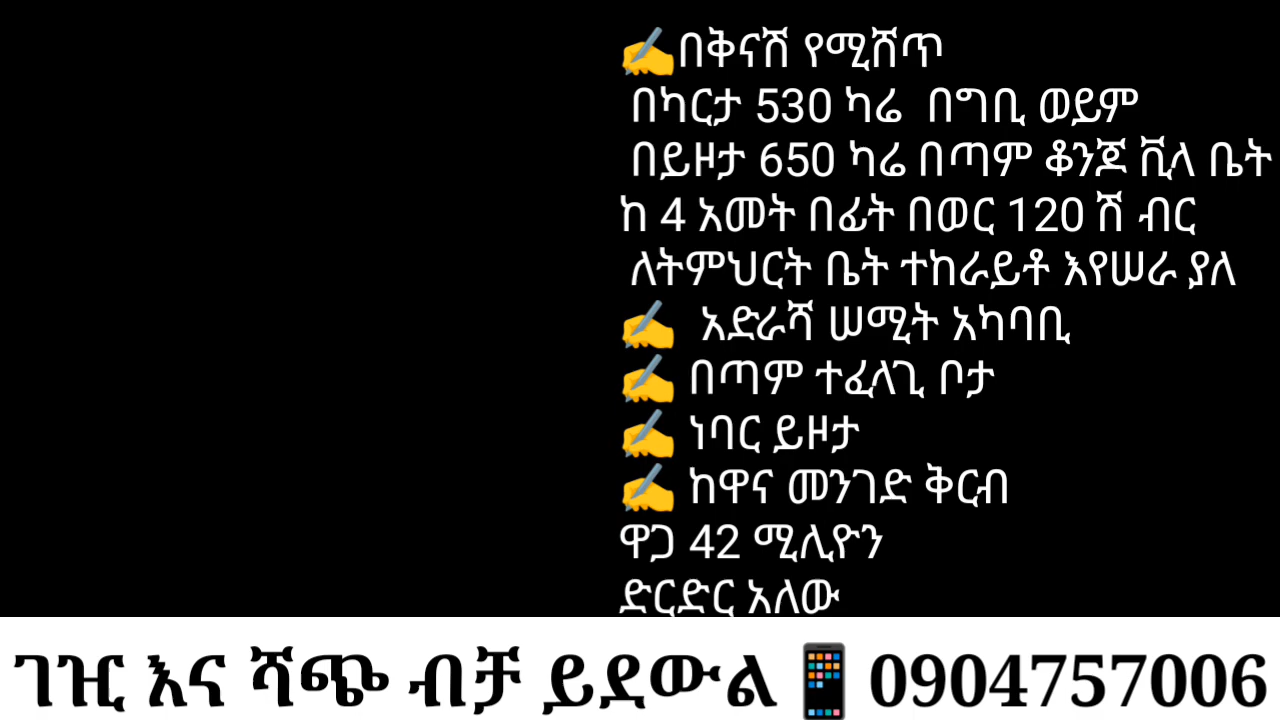 ✍️በቅናሽ የሚሸጥ
በካርታ 530 ካሬ በግቢ ወይም
በይዞታ 650 ካሬ በጣም ቆንጆ ቪላ ቤት
ከ 4 አመት በፊት በወር 120 ሽ ብር
ለትምህርት ቤት ተከራይቶ እየሠራ ያለ
✍️ አድራሻ ሠሚት አካባቢ
✍️ በጣም ተፈላጊ ቦታ
✍️ ነባር ይዞታ
✍️ ከዋና መንገድ ቅርብ
ዋጋ 42 ሚሊዮን
ድርድር አለው
ገዢ እና ሻጭ ብቻ ይደውል📱0904757006